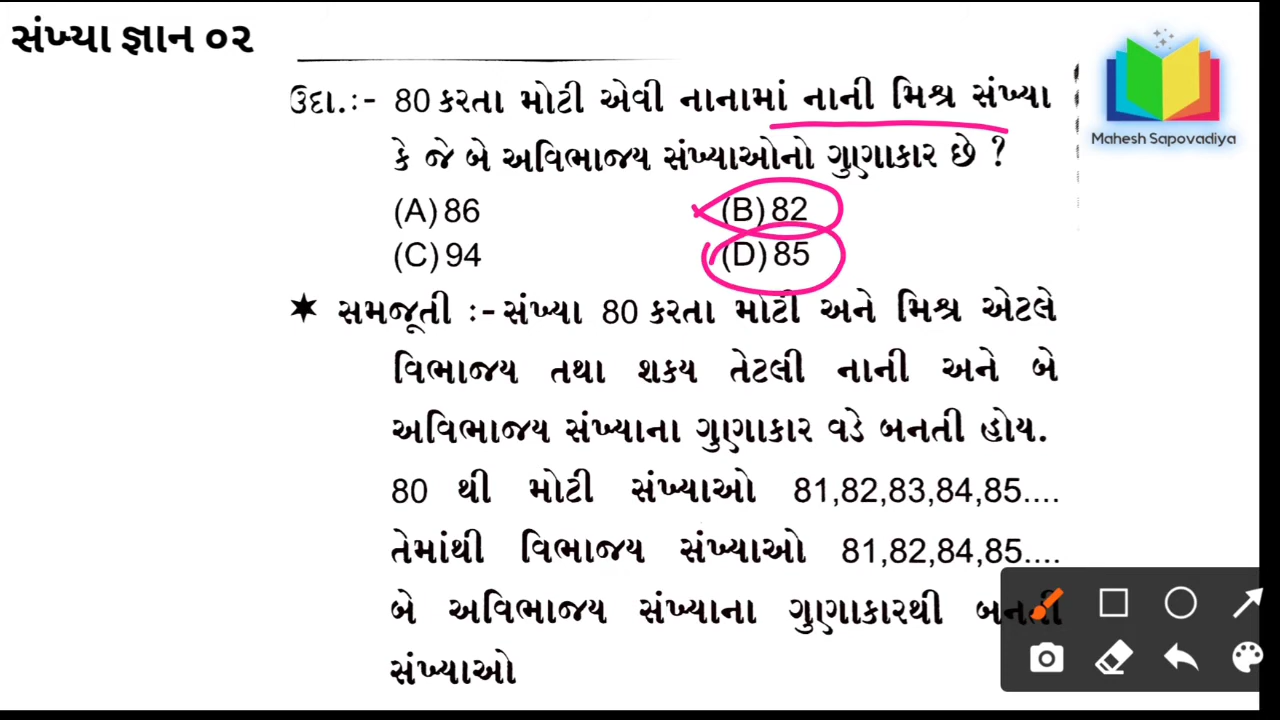 સંખ્યા જ્ઞાન ૦૨
ઉદા.:- 80 કરતા મોટી એવી નાનામાં નાની મિશ્ર સંખ્યા
કે જે બે અવિભાજ્ય સંખ્યાઓનો ગુણાકાર છે ?
(A) 86
(B) 82
(C) 94
(D) 85
★ સમજૂતી :- સંખ્યા 80 કરતા મોટી અને મિશ્ર એટલે
વિભાજ્ય તથા શકય તેટલી નાની અને બે
અવિભાજ્ય સંખ્યાના ગુણાકાર વડે બનતી હોય.
80 થી મોટી સંખ્યાઓ 81,82,83,84,85....
તેમાંથી વિભાજ્ય સંખ્યાઓ 81,82,84,85....
બે અવિભાજ્ય સંખ્યાના ગુણાકારથી બનતી
સંખ્યાઓ
Mahesh Sapovadiya